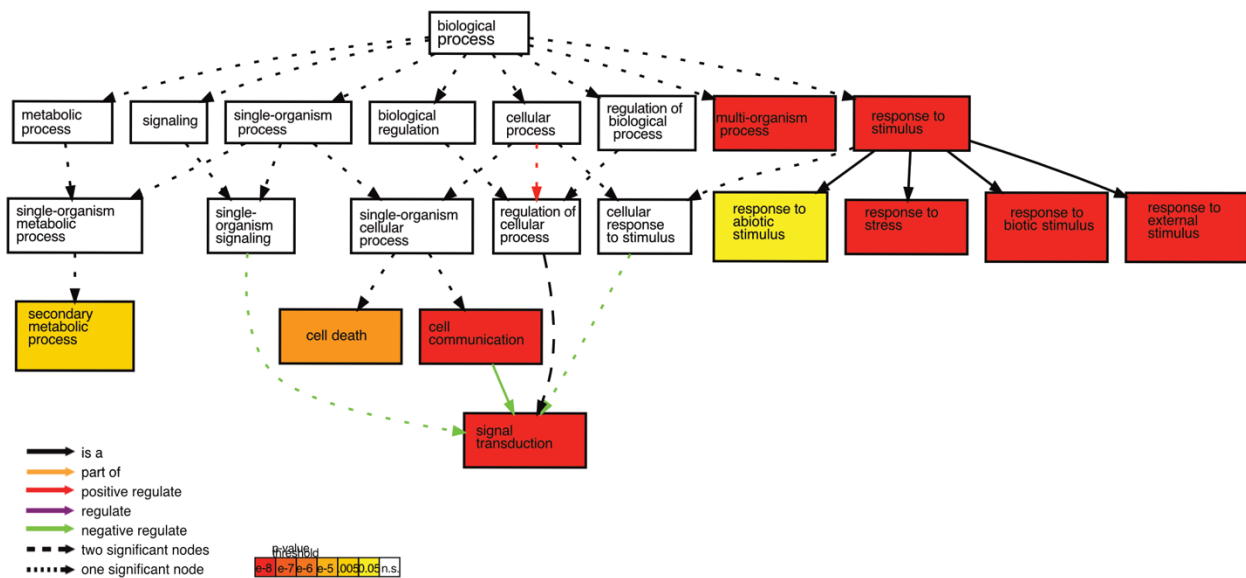 biological
process
metabolic
process
signaling
single-organism
process
biological
regulation
cellular
process
regulation of
biological
process
multi-organism
process
response to
stimulus
single-organism
metabolic
process
single-
organism
signaling
single-organism
cellular
process
regulation of
cellular
process
cellular
response to
stimulus
response to
abiotic
stimulus
response to
stress
response to
biotic stimulus
response to
external
stimulus
secondary
metabolic
process
cell death
cell
communication
signal
transduction
is a
part of
positive regulate
regulate
negative regulate
two significant nodes
one significant node
p-value
threshold
e-8 e-7 e-6 e-5 .005 0.05 n.s.